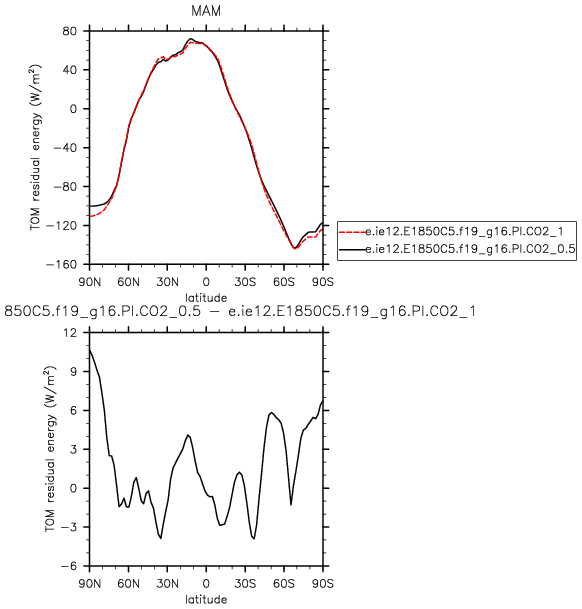 MAM
TOM residual energy (W/m²)
80
40
0
−40
−80
−120
−160
90N 60N 30N 0 30S 60S 90S
latitude
e.ie12.E1850C5.f19_g16.PI.CO2_1
e.ie12.E1850C5.f19_g16.PI.CO2_0.5
850C5.f19_g16.PI.CO2_0.5 − e.ie12.E1850C5.f19_g16.PI.CO2_1
TOM residual energy (W/m²)
12
9
6
3
0
−3
−6
90N 60N 30N 0 30S 60S 90S
latitude